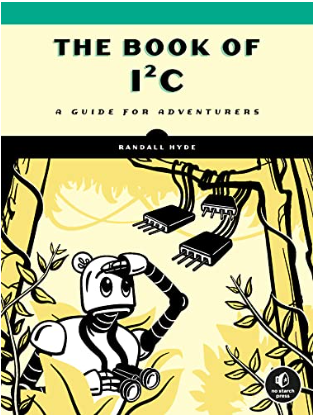 THE BOOK OF
I²C
A GUIDE FOR ADVENTURERS
RANDALL HYDE
no starch
press